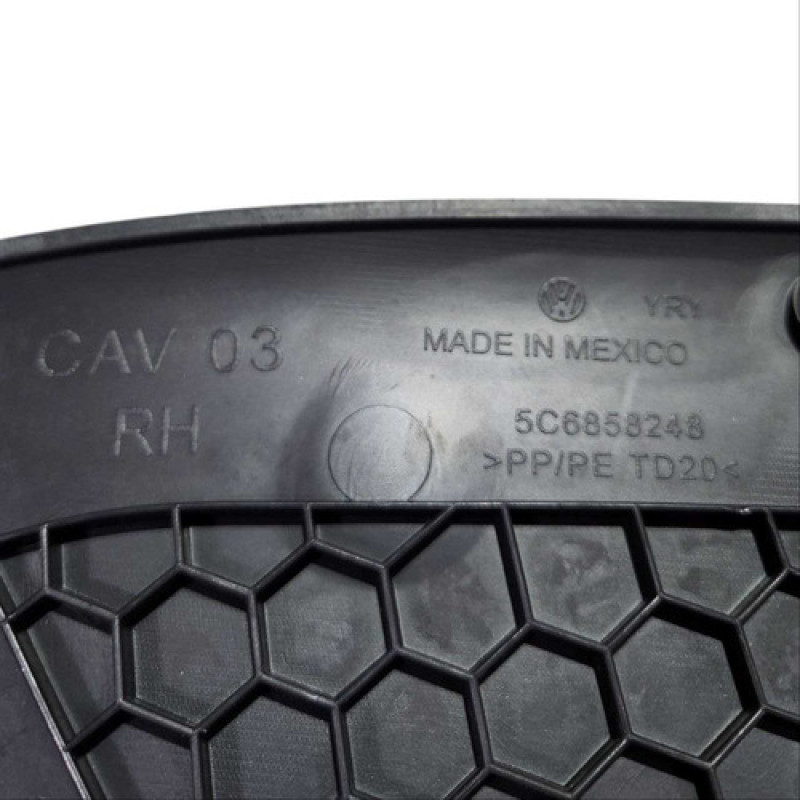 CAV 03
RH
YRY
MADE IN MEXICO
5C6858248
>PP/PE TD20<